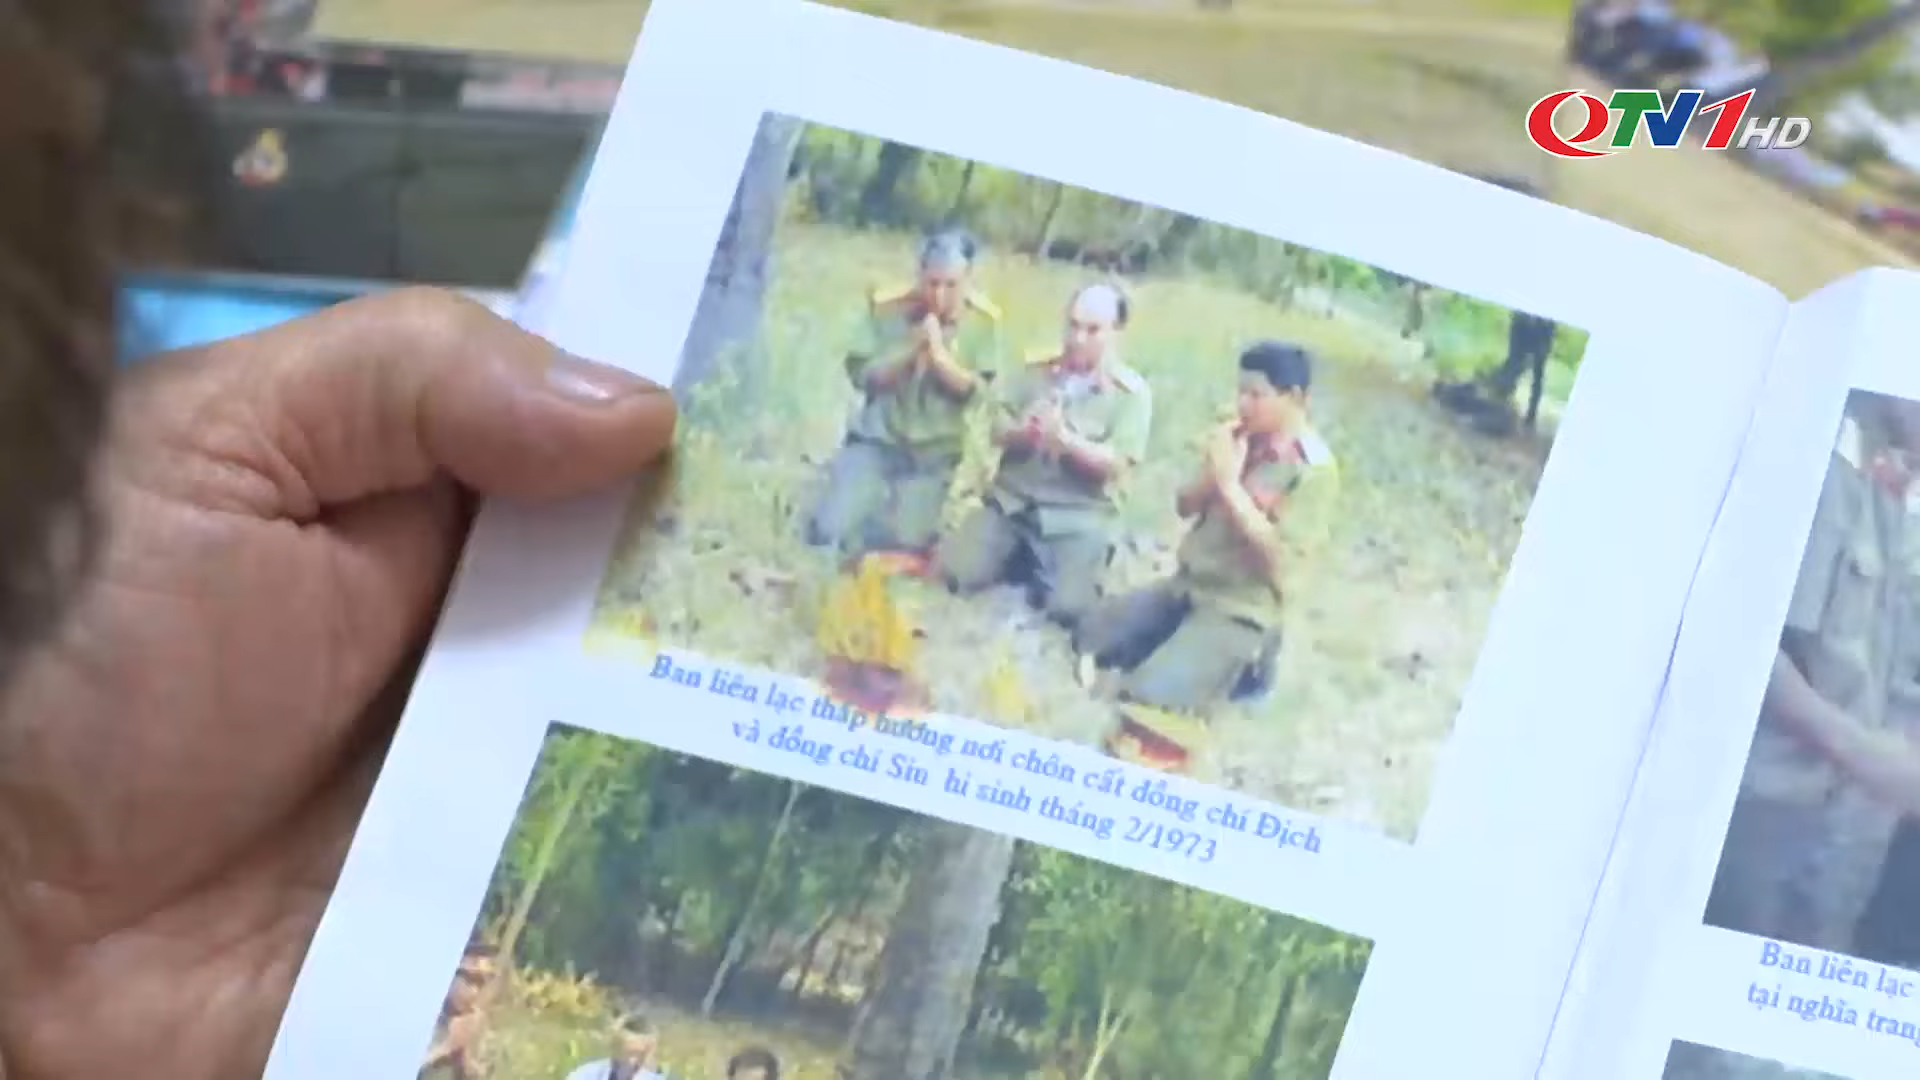 QTV1HD
Ban liên lạc thắp hương nơi chôn cất đồng chí Địch
và đồng chí Siu hi sinh tháng 2/1973
Ban liên lạc
tại nghĩa trang